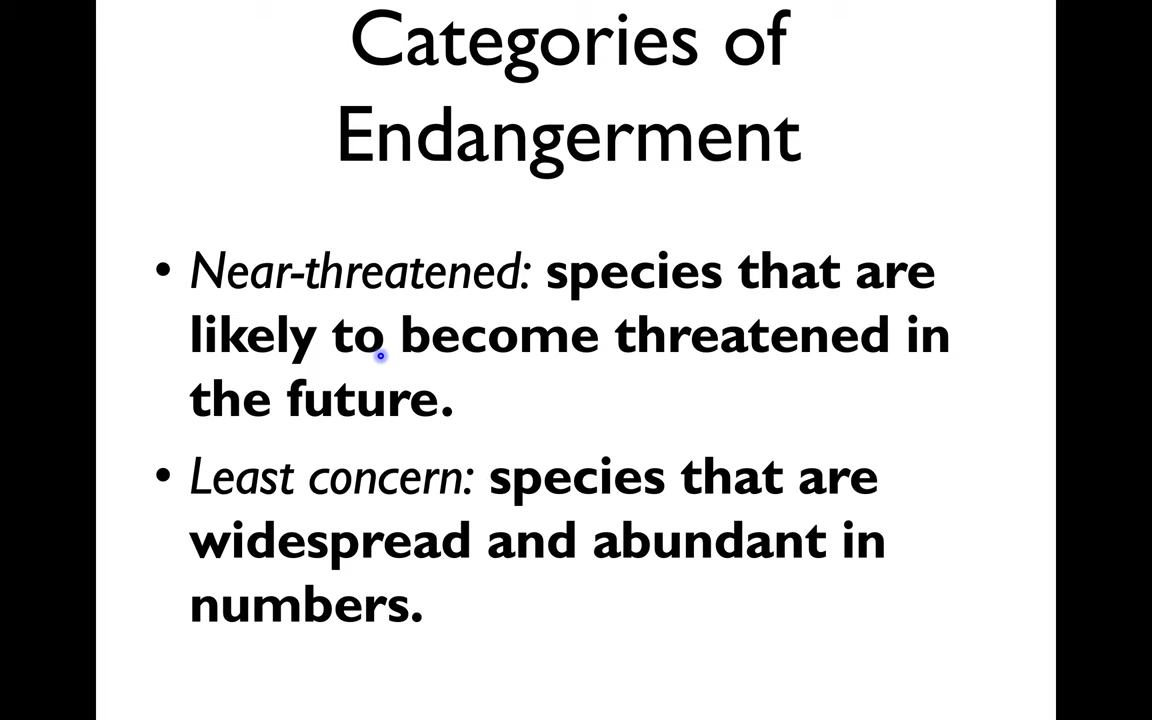 Categories of
Endangerment
• Near-threatened: species that are
likely to become threatened in
the future.
• Least concern: species that are
widespread and abundant in
numbers.